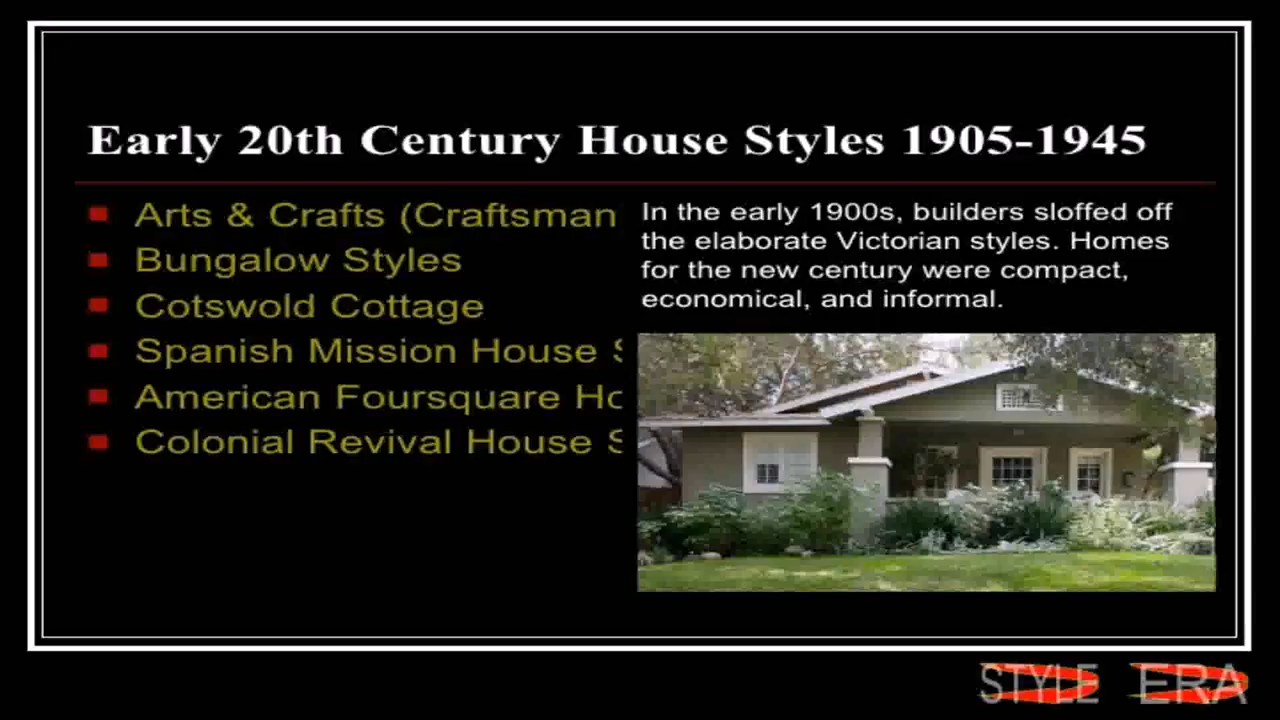 Early 20th Century House Styles 1905-1945
Arts & Crafts (Craftsman
Bungalow Styles
Cotswold Cottage
Spanish Mission House S
American Foursquare Ho
Colonial Revival House S
In the early 1900s, builders sloffed off
the elaborate Victorian styles. Homes
for the new century were compact,
economical, and informal.
STYLE ERA